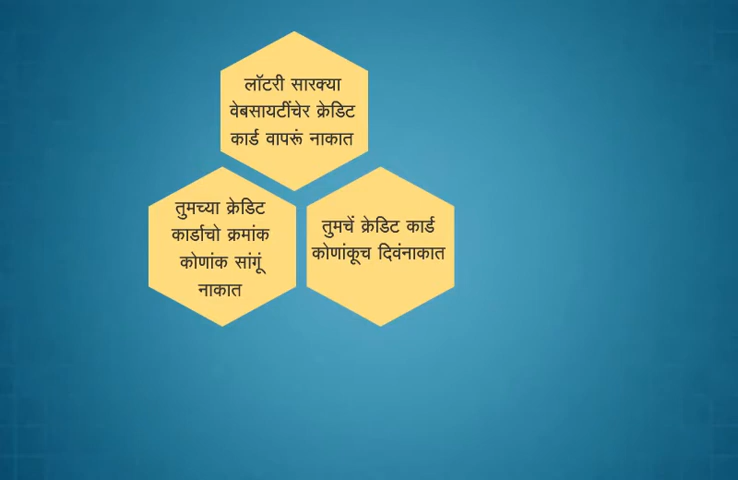 लॉटरी सारक्या
वेबसायटींचेर क्रेडिट
कार्ड वापरूं नाकात
तुमच्या क्रेडिट
कार्डाचो क्रमांक
कोणांक सांगूं
नाकात
तुमचें क्रेडिट कार्ड
कोणांकूच दिवंनाकात